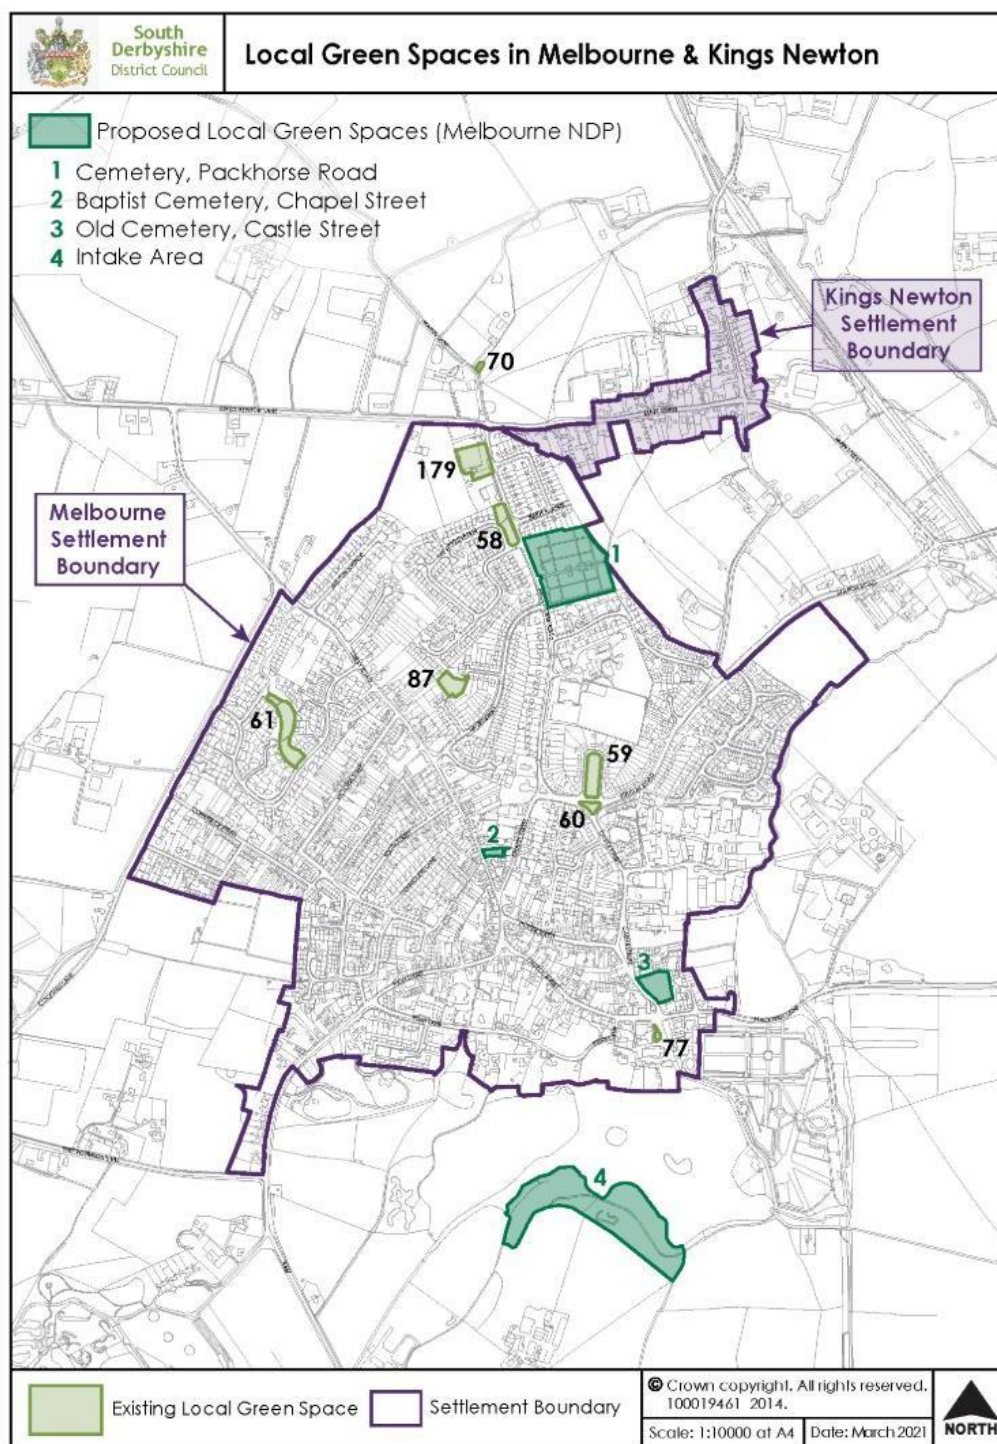 South
Derbyshire
District Council
Local Green Spaces in Melbourne & Kings Newton
Proposed Local Green Spaces (Melbourne NDP)
1 Cemetery, Packhorse Road
2 Baptist Cemetery, Chapel Street
3 Old Cemetery, Castle Street
4 Intake Area
Kings Newton
Settlement
Boundary
70
179
Melbourne
Settlement
Boundary
58
1
87
61
59
60
2
3
77
4
Existing Local Green Space
Settlement Boundary
© Crown copyright. All rights reserved.
100019461 2014.
Scale: 1:10000 at A4
Date: March 2021
NORTH